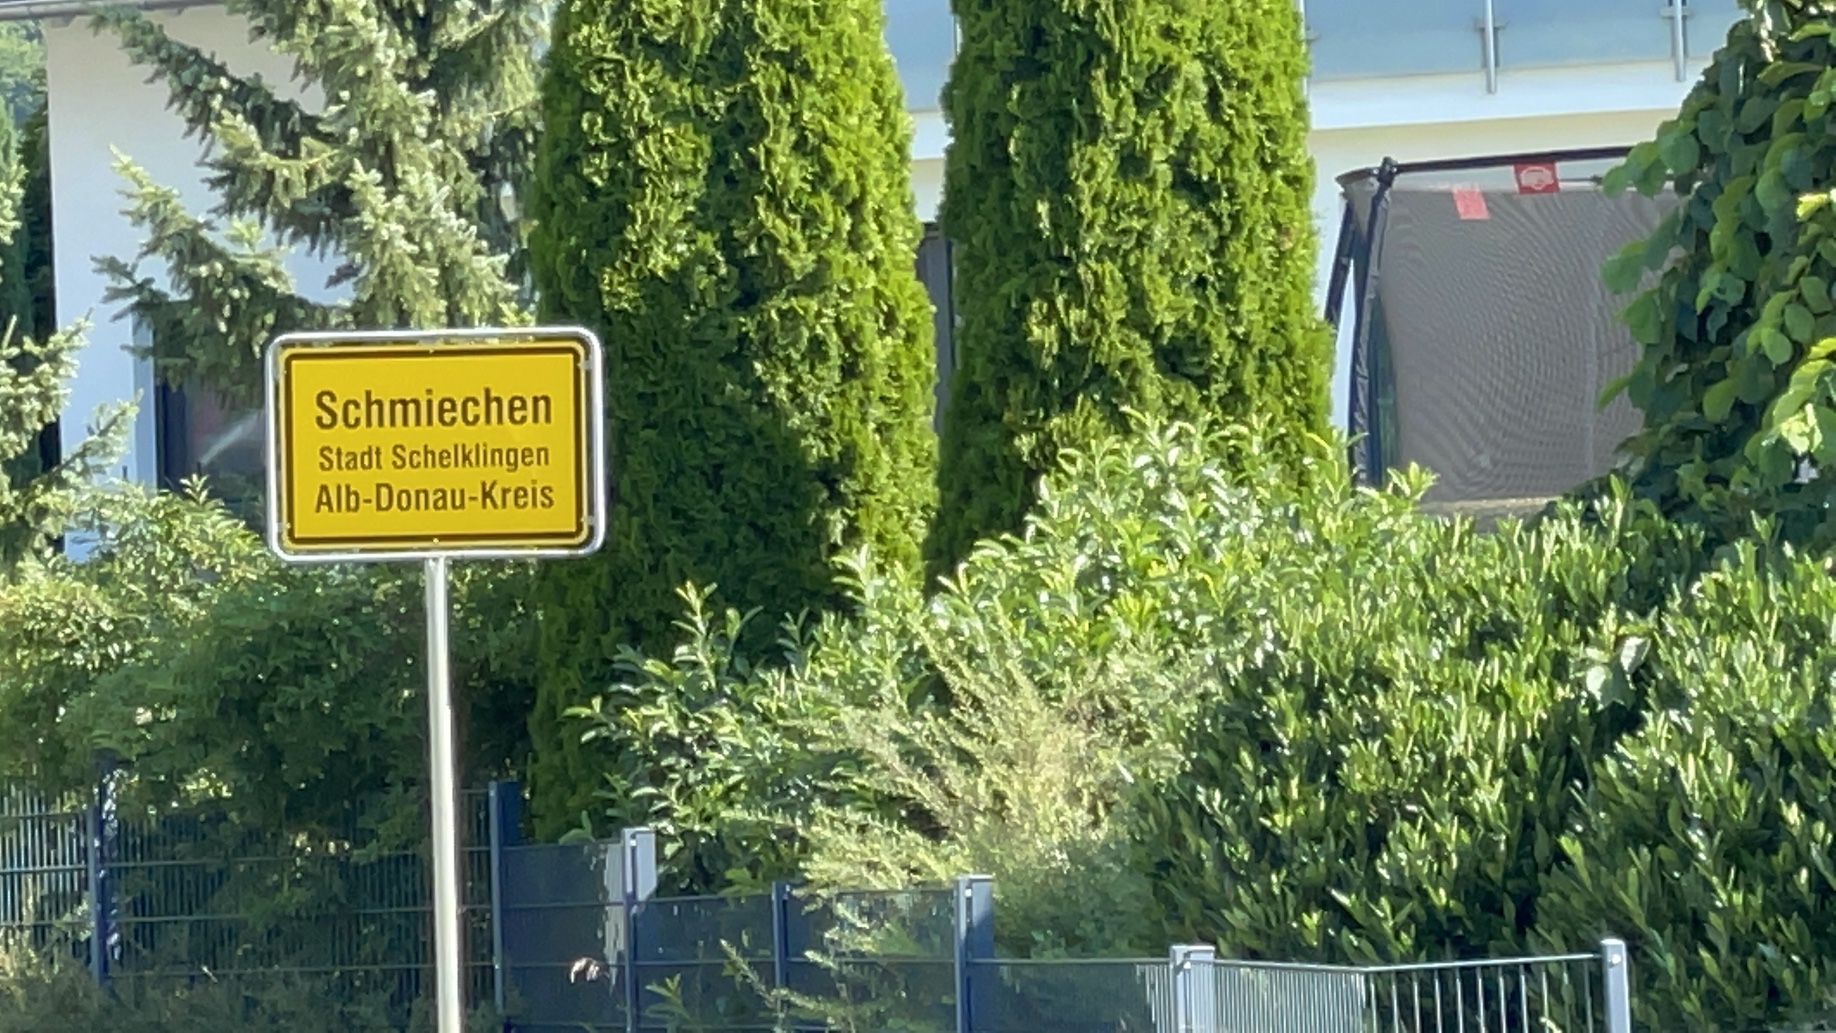 Schmiechen
Stadt Schelklingen
Alb-Donau-Kreis